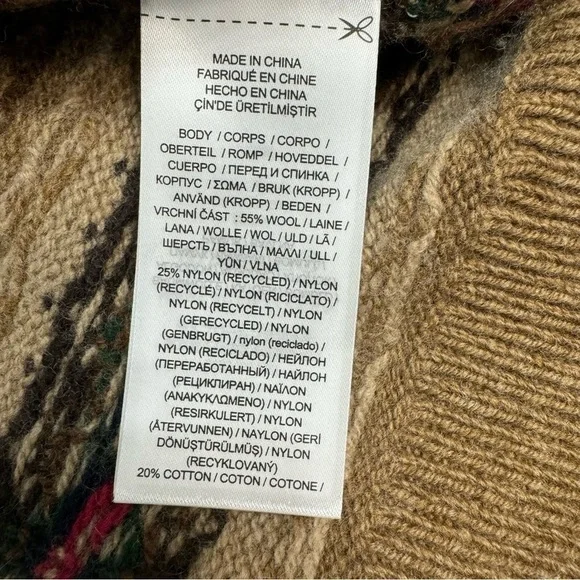 MADE IN CHINA
FABRIQUÉ EN CHINE
HECHO EN CHINA
ÇİN'DE ÜRETİLMİŞTİR
BODY / CORPS / CORPO /
OBERTEIL / ROMP / HOVEDDEL /
CUERPO / ПЕРЕД И СПИНКА /
КОРПУС / ΣΩΜΑ / BRUK (KROPP) /
ANVÄND (KROPP) / BEDEN /
VRCHNÍ ČÁST : 55% WOOL / LAINE /
LANA / WOLLE / WOL / ULD / LÃ /
ШЕРСТЬ / ВЪЛНА / ΜΑΛΛΙ / ULL /
YÜN / VLNA
25% NYLON (RECYCLED) / NYLON
(RECYCLÉ) / NYLON (RICICLATO) /
NYLON (RECYCELT) / NYLON
(GERECYCLED) / NYLON
(GENBRUGT) / nylon (reciclado) /
NYLON (RECICLADO) / НЕЙЛОН
(ПЕРЕРАБОТАННЫЙ) / НАЙЛОН
(РЕЦИКЛИРАН) / ΝΑΪΛΟΝ
(ΑΝΑΚΥΚΛΩΜΕΝΟ) / NYLON
(RESIRKULERT) / NYLON
(ÅTERVUNNEN) / NAYLON (GERİ
DÖNÜŞTÜRÜLMÜŞ) / NYLON
(RECYKLOVANÝ)
20% COTTON / COTON / COTONE /